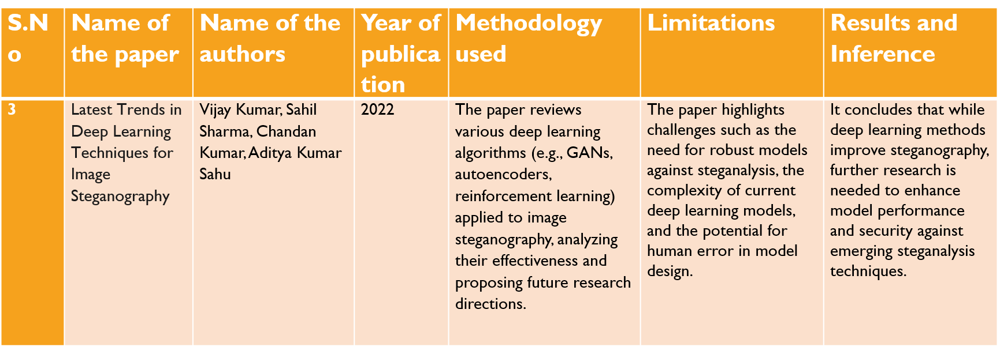 S.N
o
Name of
the paper
Name of the
authors
Year of
publica
tion
Methodology
used
Limitations
Results and
Inference
3
Latest Trends in
Deep Learning
Techniques for
Image
Steganography
Vijay Kumar, Sahil
Sharma, Chandan
Kumar, Aditya Kumar
Sahu
2022
The paper reviews
various deep learning
algorithms (e.g., GANs,
autoencoders,
reinforcement learning)
applied to image
steganography, analyzing
their effectiveness and
proposing future research
directions.
The paper highlights
challenges such as the
need for robust models
against steganalysis, the
complexity of current
deep learning models,
and the potential for
human error in model
design.
It concludes that while
deep learning methods
improve steganography,
further research is
needed to enhance
model performance
and security against
emerging steganalysis
techniques.